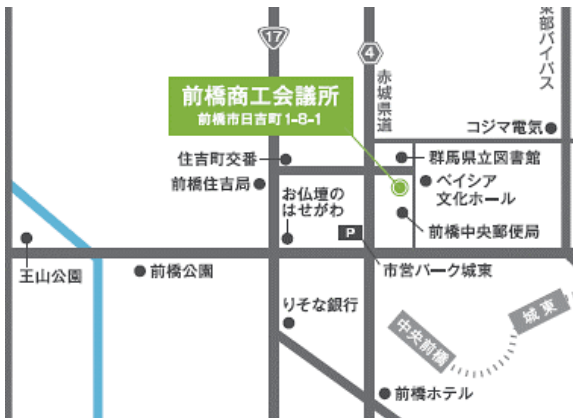 17
4
東部バイパス
赤城県道
前橋商工会議所
前橋市日吉町1-8-1
コジマ電気
住吉町交番
群馬県立図書館
前橋住吉局
ベイシア
文化ホール
お仏壇の
はせがわ
前橋中央郵便局
P
王山公園
前橋公園
市営パーク城東
りそな銀行
城東
中央前橋
前橋ホテル